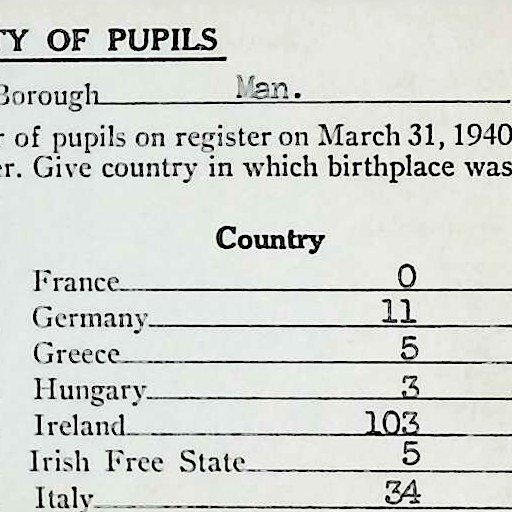 TY OF PUPILS
Borough Man.
r of pupils on register on March 31, 1940
er. Give country in which birthplace was
Country
France 0
Germany 11
Greece 5
Hungary 3
Ireland 103
Irish Free State 5
Italy 34